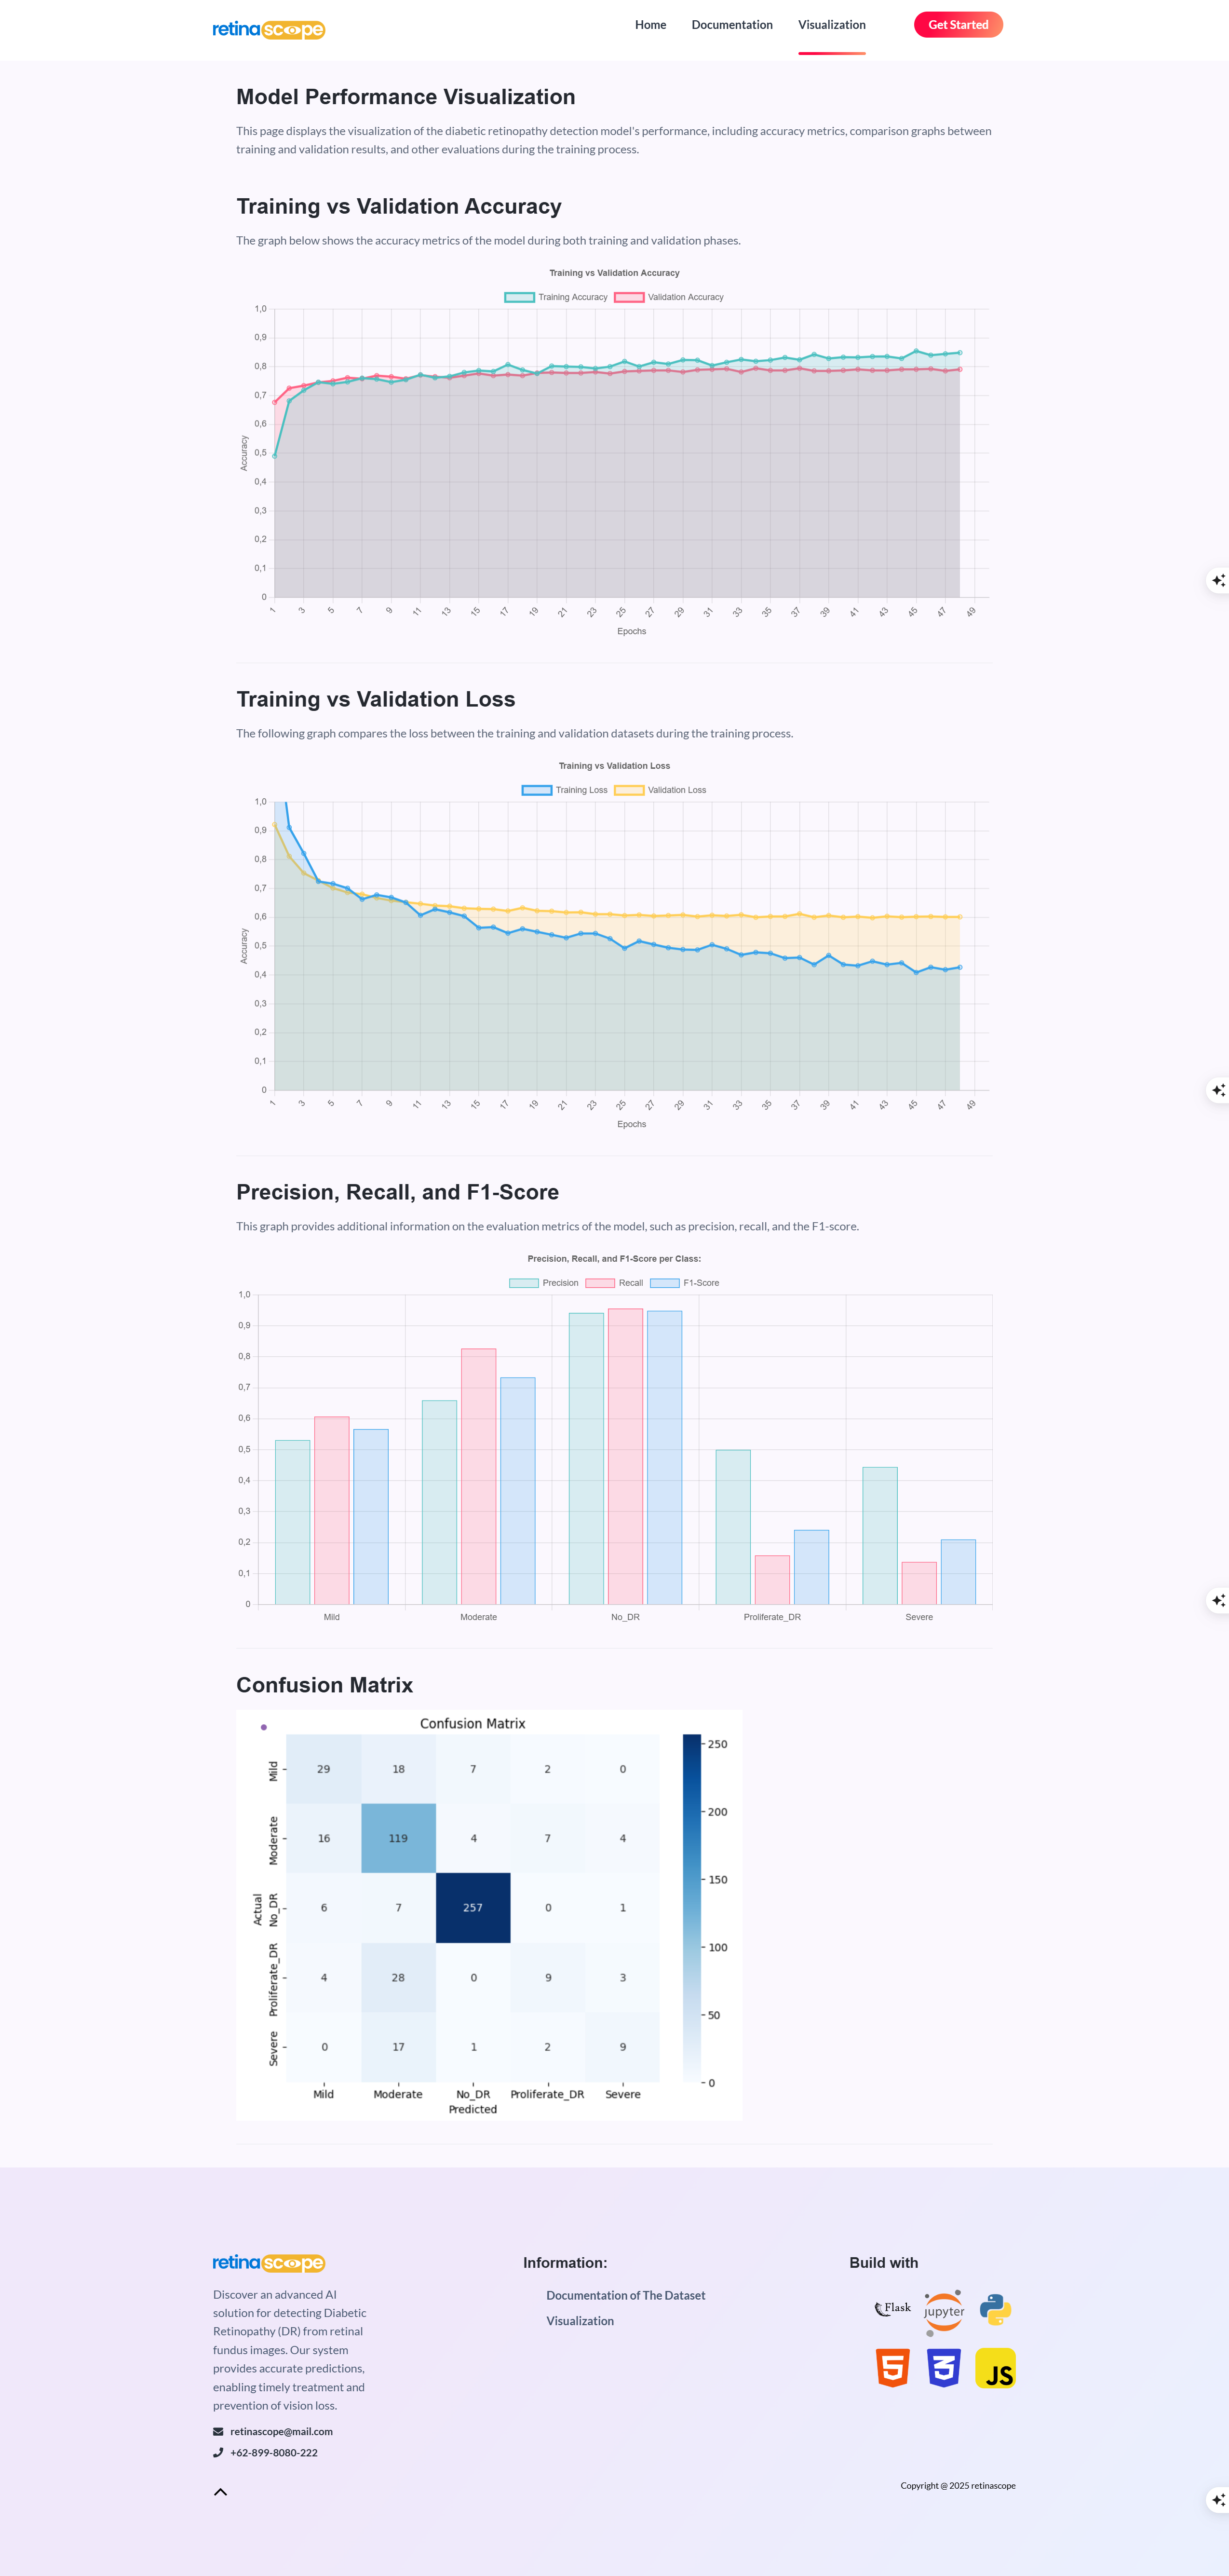 retinascope
Home Documentation Visualization Get Started
Model Performance Visualization
This page displays the visualization of the diabetic retinopathy detection model's performance, including accuracy metrics, comparison graphs between
training and validation results, and other evaluations during the training process.
Training vs Validation Accuracy
The graph below shows the accuracy metrics of the model during both training and validation phases.
Training vs Validation Accuracy
Training Accuracy Validation Accuracy
1,0
0,9
0,8
0,7
0,6
0,5
0,4
0,3
0,2
0,1
0
Accuracy
1 3 5 7 9 11 13 15 17 19 21 23 25 27 29 31 33 35 37 39 41 43 45 47 49
Epochs
Training vs Validation Loss
The following graph compares the loss between the training and validation datasets during the training process.
Training vs Validation Loss
Training Loss Validation Loss
1,0
0,9
0,8
0,7
0,6
0,5
0,4
0,3
0,2
0,1
0
Accuracy
1 3 5 7 9 11 13 15 17 19 21 23 25 27 29 31 33 35 37 39 41 43 45 47 49
Epochs
Precision, Recall, and F1-Score
This graph provides additional information on the evaluation metrics of the model, such as precision, recall, and the F1-score.
Precision, Recall, and F1-Score per Class:
Precision Recall F1-Score
1,0
0,9
0,8
0,7
0,6
0,5
0,4
0,3
0,2
0,1
0
Mild Moderate No_DR Proliferate_DR Severe
Confusion Matrix
Confusion Matrix
Mild 29 18 7 2 0
Moderate 16 119 4 7 4
No_DR 6 7 257 0 1
Proliferate_DR 4 28 0 9 3
Severe 0 17 1 2 9
Actual
Mild Moderate No_DR Proliferate_DR Severe
Predicted
250
200
150
100
50
0
retinascope
Discover an advanced AI
solution for detecting Diabetic
Retinopathy (DR) from retinal
fundus images. Our system
provides accurate predictions,
enabling timely treatment and
prevention of vision loss.
retinascope@mail.com
+62-899-8080-222
Information:
Documentation of The Dataset
Visualization
Build with
Flask jupyter
5 3 JS
Copyright @ 2025 retinascope